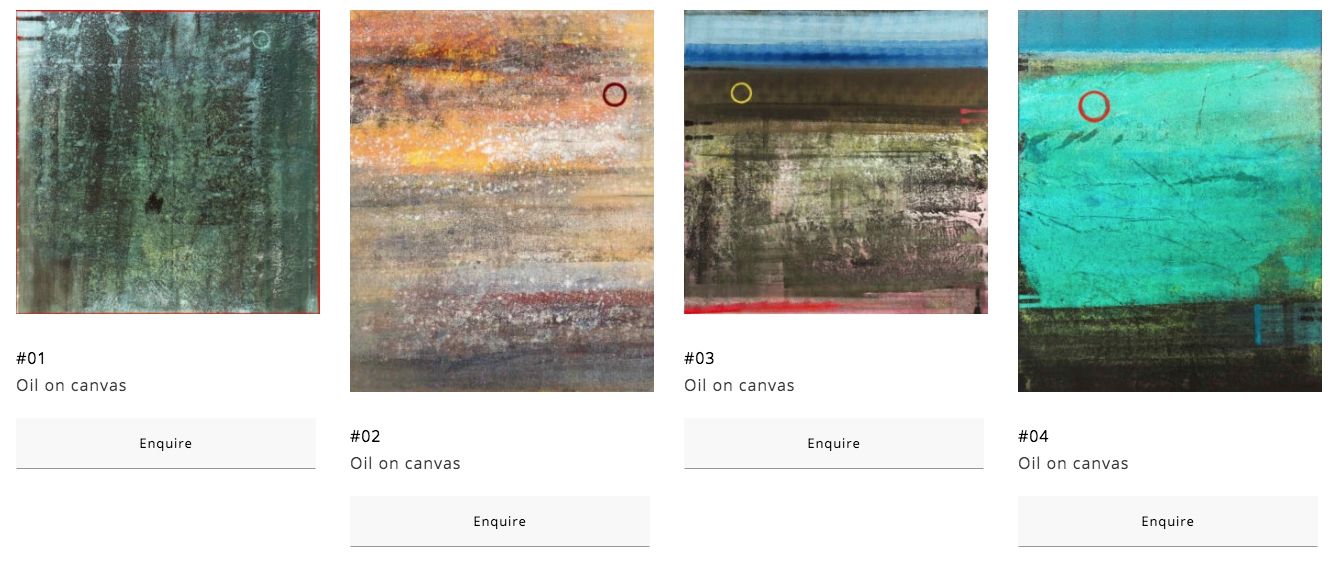 #01
Oil on canvas
Enquire
#02
Oil on canvas
Enquire
#03
Oil on canvas
Enquire
#04
Oil on canvas
Enquire